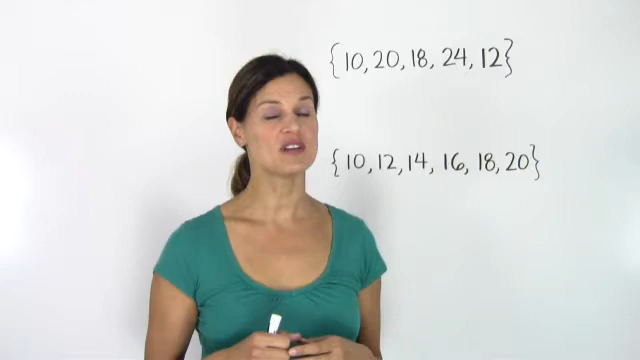 {10, 20, 18, 24, 12}
{10, 12, 14, 16, 18, 20}